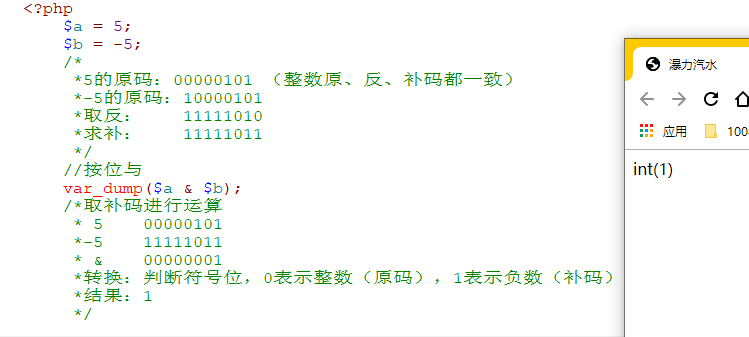 <?php
$a = 5;
$b = -5;
/*
*5的原码：00000101 （整数原、反、补码都一致）
*-5的原码：10000101
*取反： 11111010
*求补： 11111011
*/
//按位与
var_dump($a & $b);
/*取补码进行运算
* 5 00000101
*-5 11111011
* & 00000001
*转换：判断符号位，0表示整数（原码），1表示负数（补码）
*结果：1
*/
瀑力汽水
应用 100
int(1)